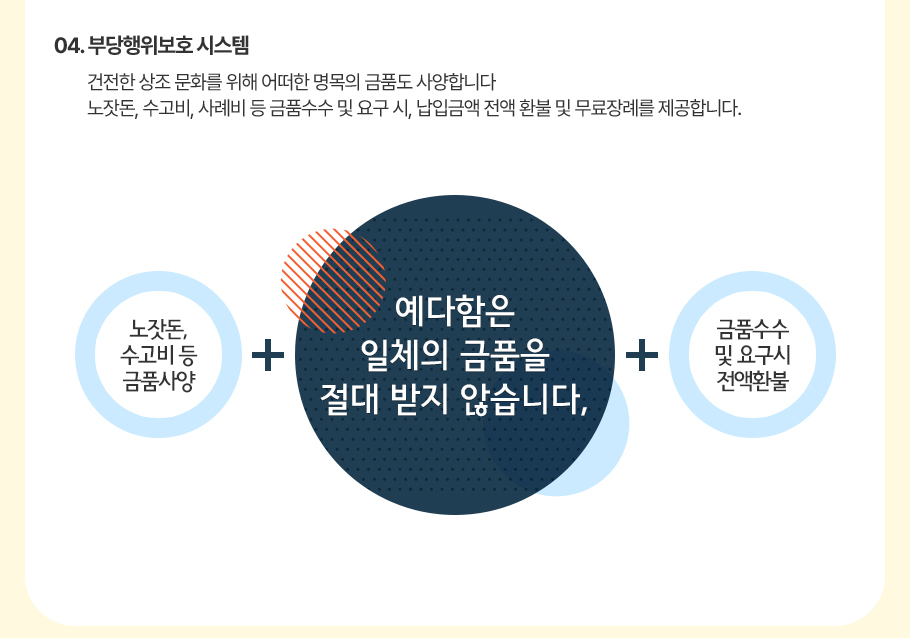 04. 부당행위보호 시스템
건전한 상조 문화를 위해 어떠한 명목의 금품도 사양합니다
노잣돈, 수고비, 사례비 등 금품수수 및 요구 시, 납입금액 전액 환불 및 무료장례를 제공합니다.
노잣돈,
수고비 등
금품사양
+
예다함은
일체의 금품을
절대 받지 않습니다,
+
금품수수
및 요구시
전액환불